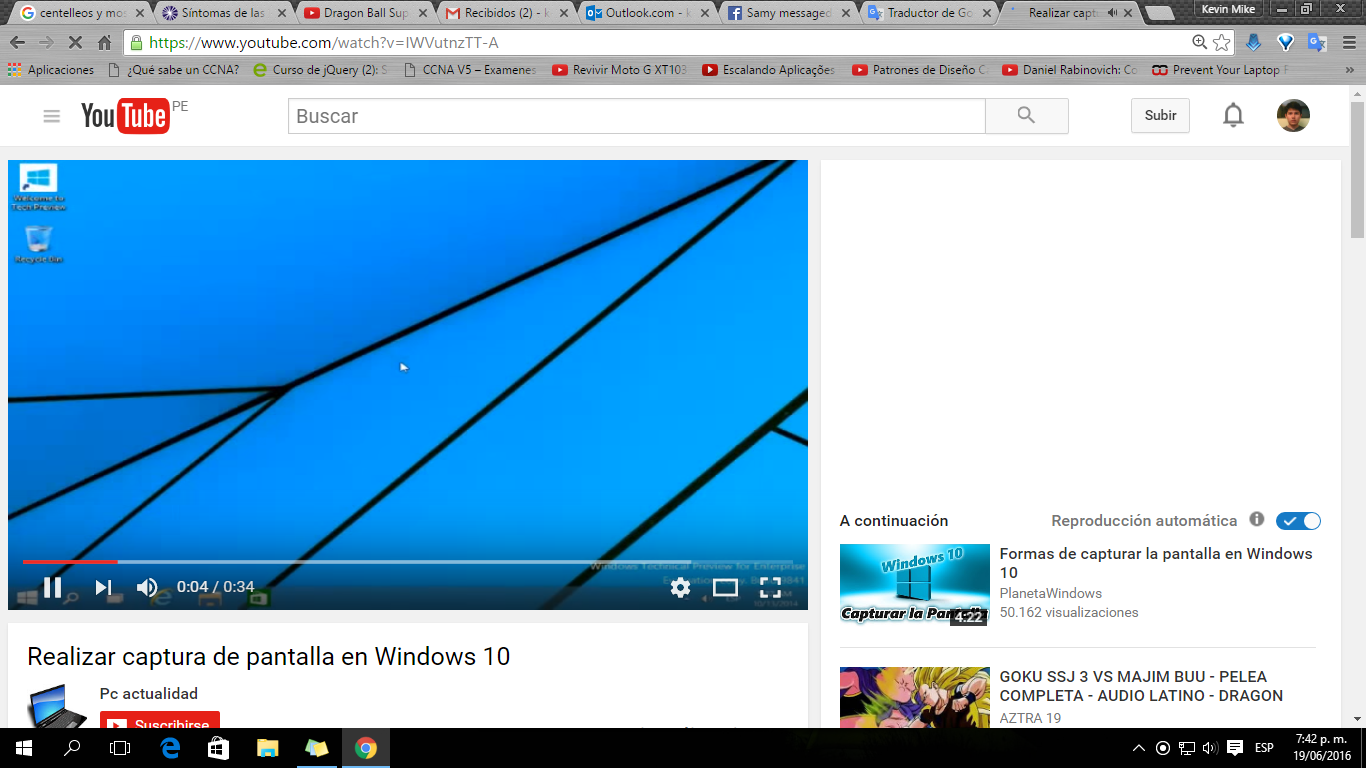 centelleos y mos
Síntomas de las
Dragon Ball Sup
Recibidos (2) - k
Outlook.com - k
Samy messaged
Traductor de Go
Realizar capt
Kevin Mike
https://www.youtube.com/watch?v=IWVutnzTT-A
Aplicaciones
¿Qué sabe un CCNA?
Curso de jQuery (2): S
CCNA V5 – Examenes
Revivir Moto G XT103
Escalando Aplicaciones
Patrones de Diseño C
Daniel Rabinovich: Co
Prevent Your Laptop F
YouTube PE
Buscar
Subir
Welcome to
Tech Preview
Recycle Bin
Windows Technical Preview for Enterprise
0:04 / 0:34
10/13/2014
Realizar captura de pantalla en Windows 10
Pc actualidad
Suscribirse
A continuación
Reproducción automática
Windows 10
Capturar la Pantalla
4:22
Formas de capturar la pantalla en Windows
10
PlanetaWindows
50.162 visualizaciones
GOKU SSJ 3 VS MAJIM BUU - PELEA
COMPLETA - AUDIO LATINO - DRAGON
AZTRA 19
ESP
7:42 p. m.
19/06/2016